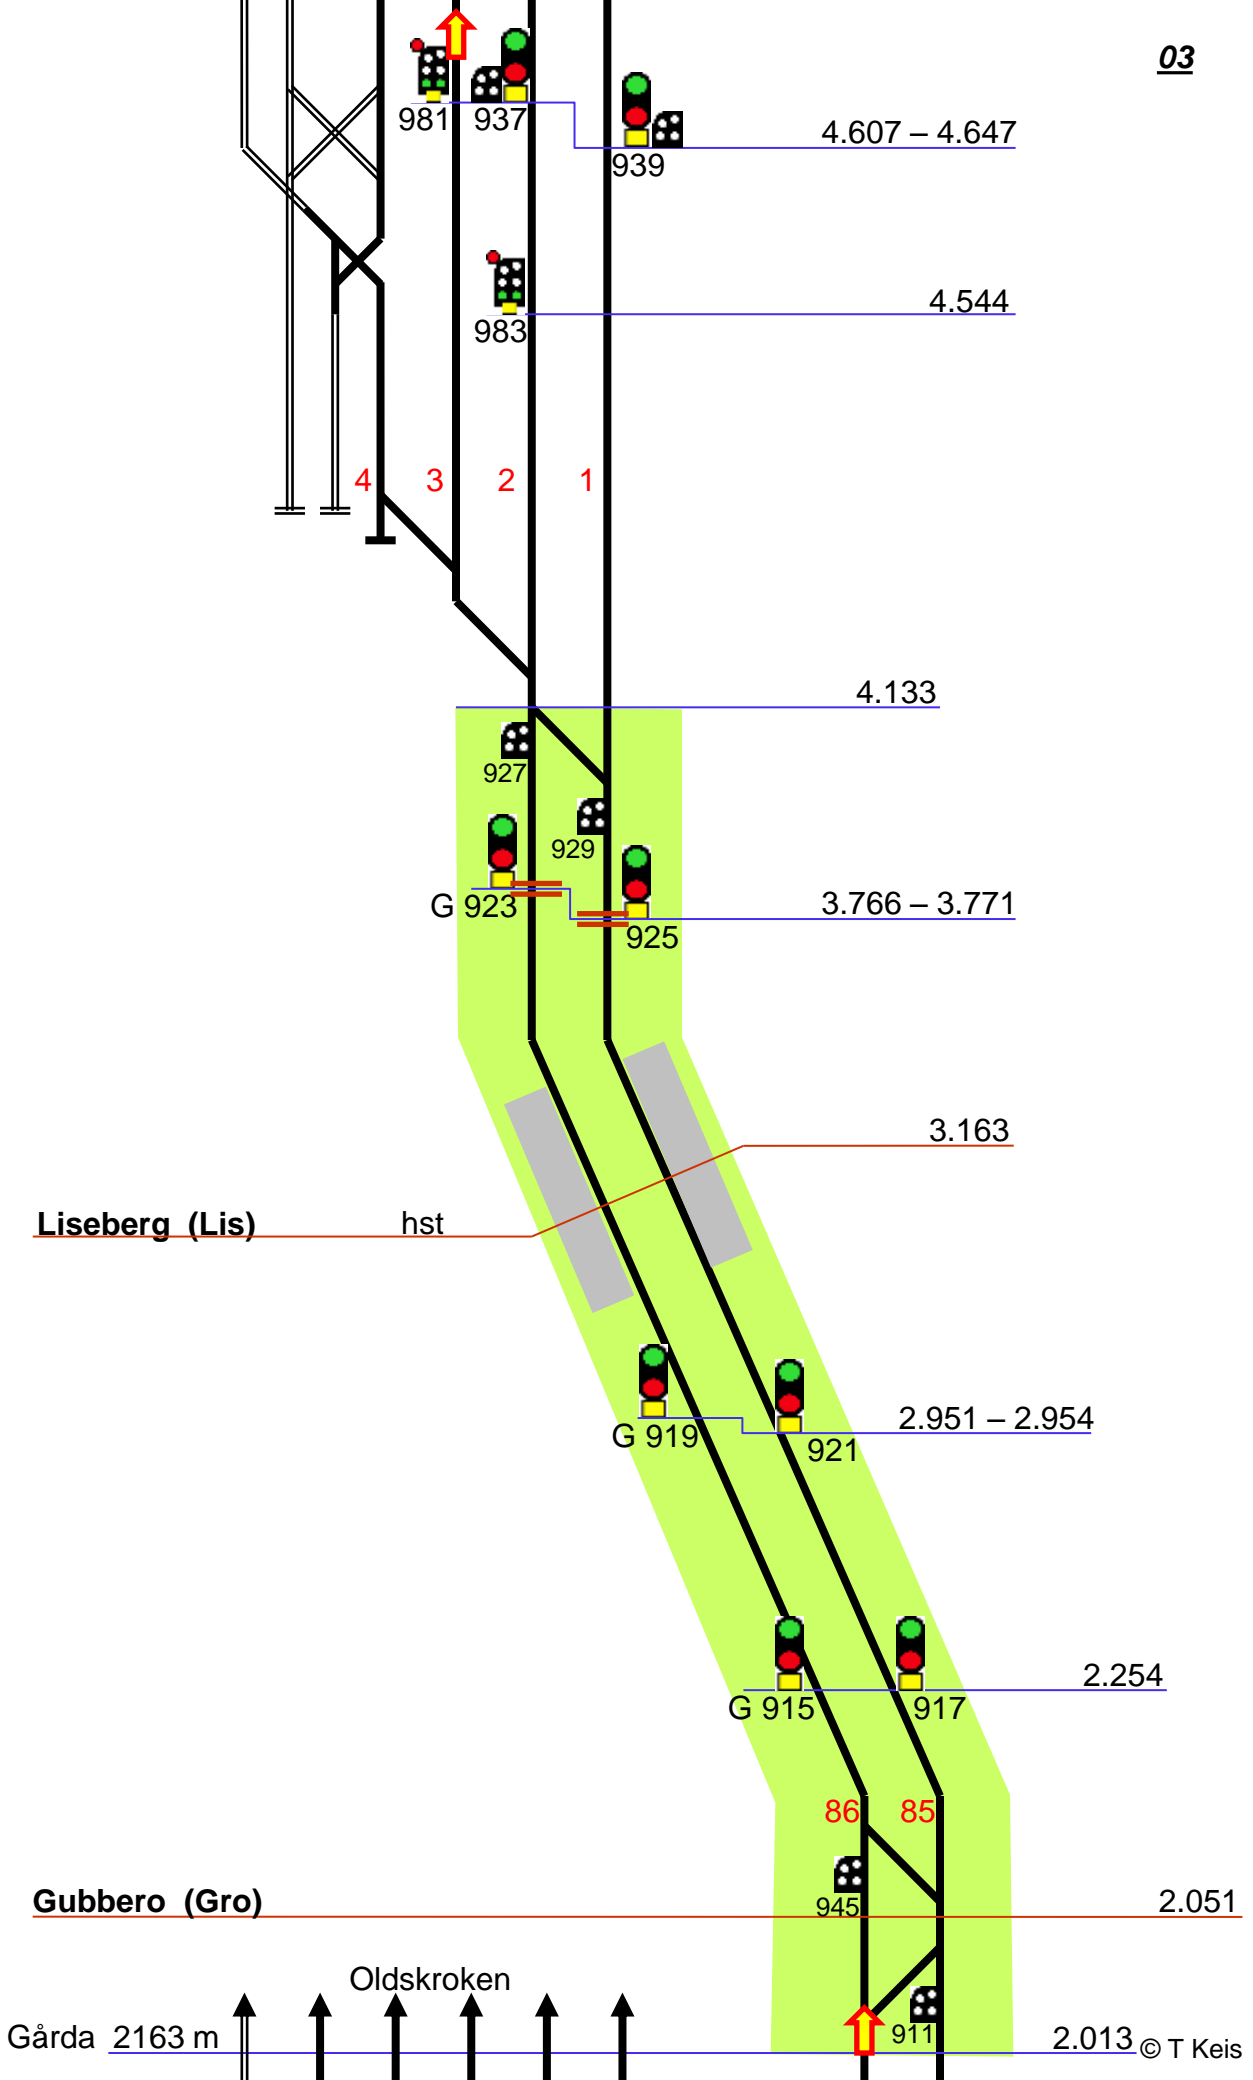 03
981 937
4.607 – 4.647
939
4.544
983
4 3 2 1
4.133
927
929
G 923
3.766 – 3.771
925
3.163
Liseberg (Lis) hst
2.951 – 2.954
G 919
921
2.254
G 915 917
86 85
Gubbero (Gro) 945 2.051
Oldskroken
Gårda 2163 m 911 2.013 © T Keis